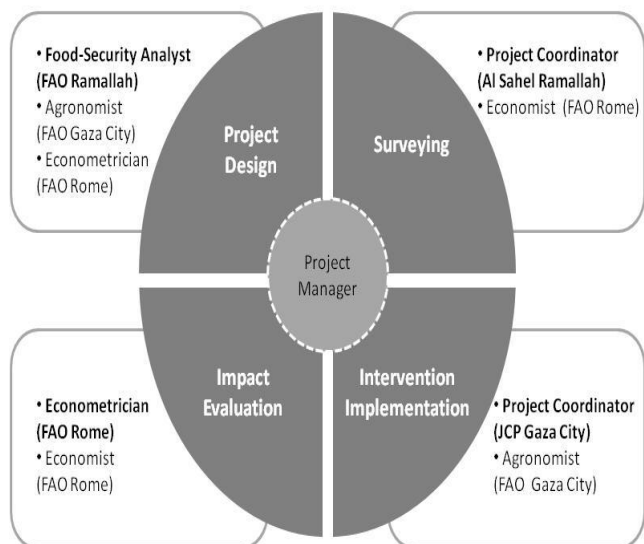 • Food-Security Analyst
(FAO Ramallah)
• Agronomist
(FAO Gaza City)
• Econometrician
(FAO Rome)
Project
Design
Surveying
• Project Coordinator
(Al Sahel Ramallah)
• Economist (FAO Rome)
Project
Manager
• Econometrician
(FAO Rome)
• Economist
(FAO Rome)
Impact
Evaluation
Intervention
Implementation
• Project Coordinator
(JCP Gaza City)
• Agronomist
(FAO Gaza City)